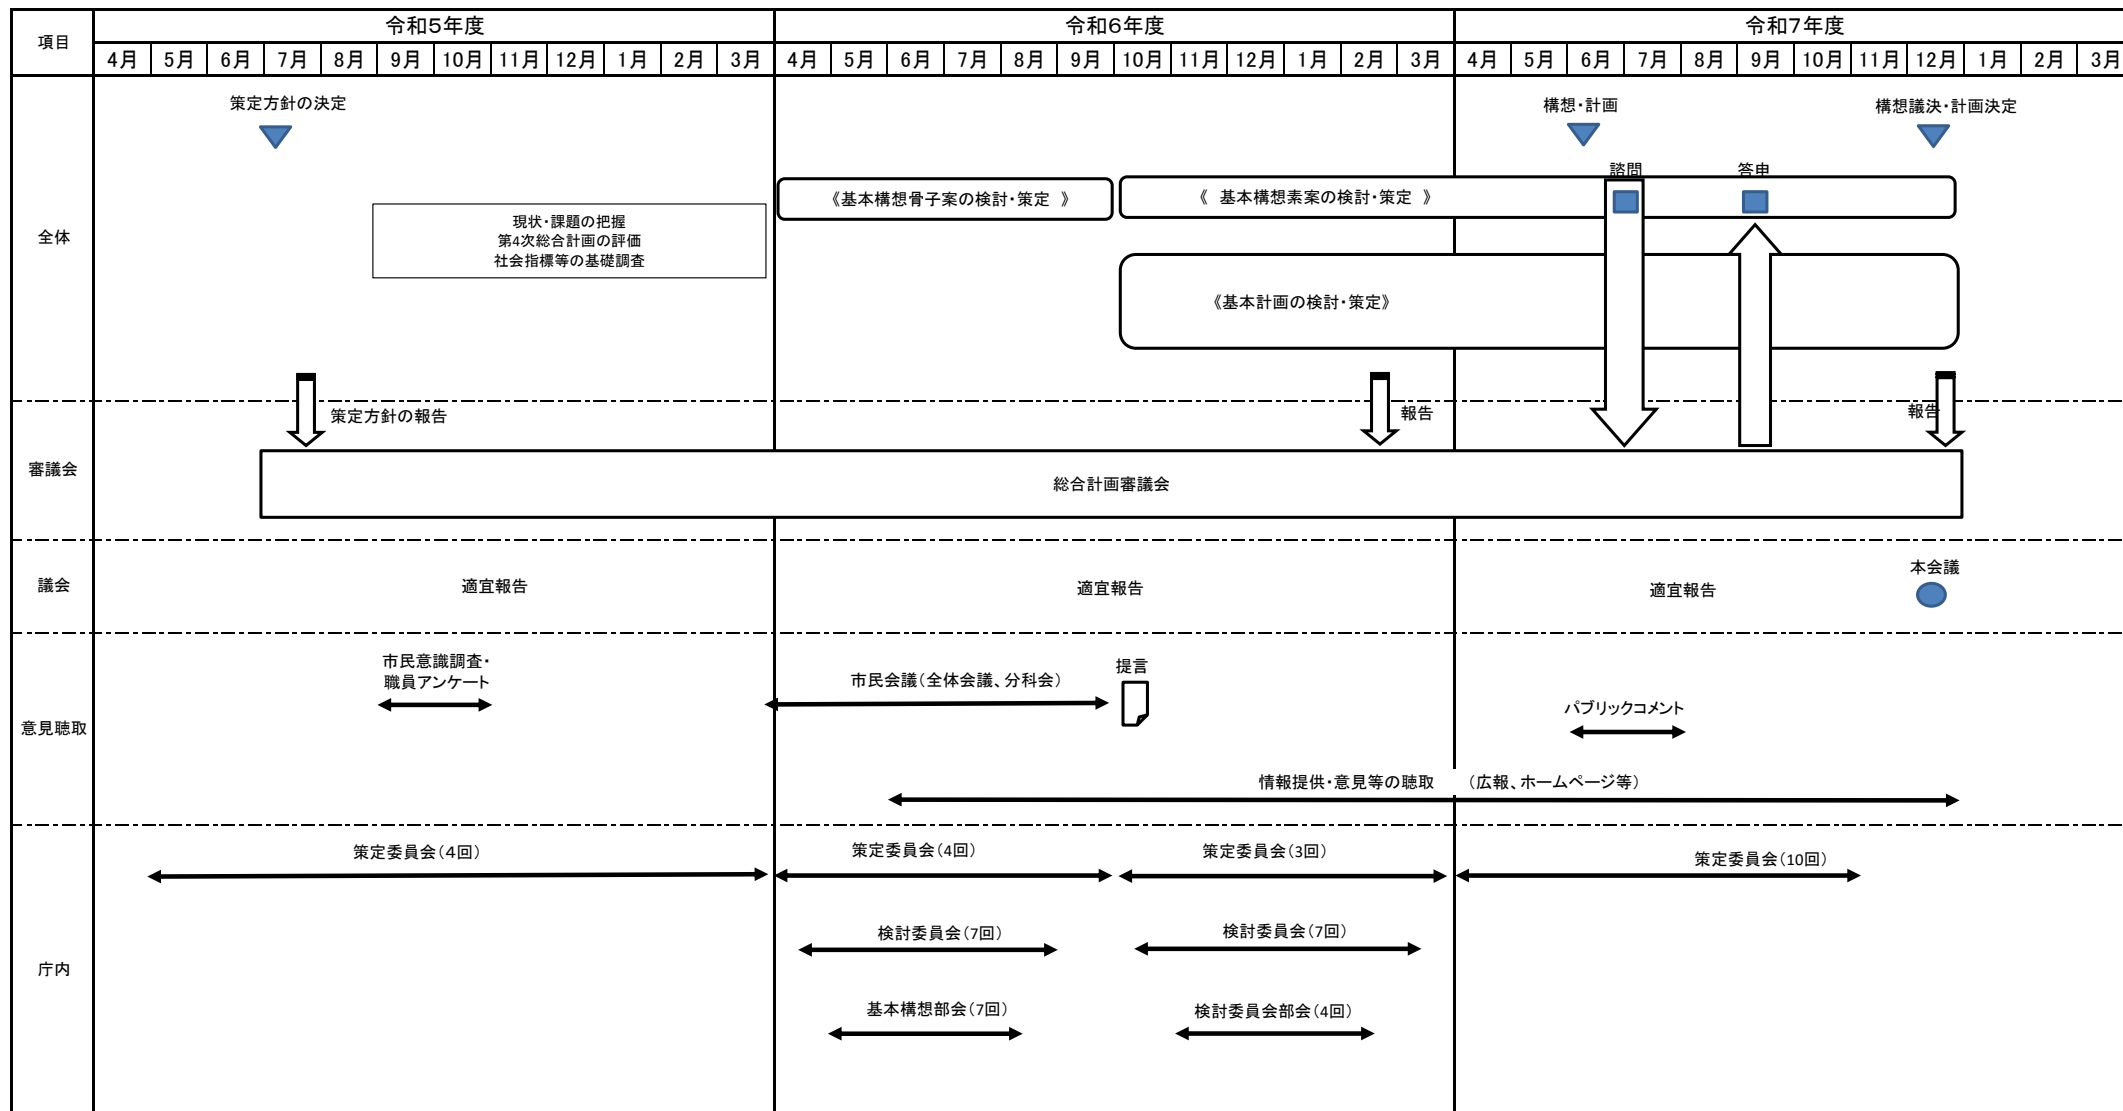 項目
令和5年度
令和6年度
令和7年度
4月 5月 6月 7月 8月 9月 10月 11月 12月 1月 2月 3月 4月 5月 6月 7月 8月 9月 10月 11月 12月 1月 2月 3月 4月 5月 6月 7月 8月 9月 10月 11月 12月 1月 2月 3月
全体
策定方針の決定
構想・計画
構想議決・計画決定
諮問
答申
現状・課題の把握
第4次総合計画の評価
社会指標等の基礎調査
《基本構想骨子案の検討・策定 》
《 基本構想素案の検討・策定 》
《基本計画の検討・策定》
策定方針の報告
報告
報告
審議会
総合計画審議会
議会
適宜報告
適宜報告
適宜報告
本会議
意見聴取
市民意識調査・
職員アンケート
市民会議(全体会議、分科会)
提言
パブリックコメント
情報提供・意見等の聴取 (広報、ホームページ等)
庁内
策定委員会(4回)
策定委員会(4回)
策定委員会(3回)
策定委員会(10回)
検討委員会(7回)
検討委員会(7回)
基本構想部会(7回)
検討委員会部会(4回)